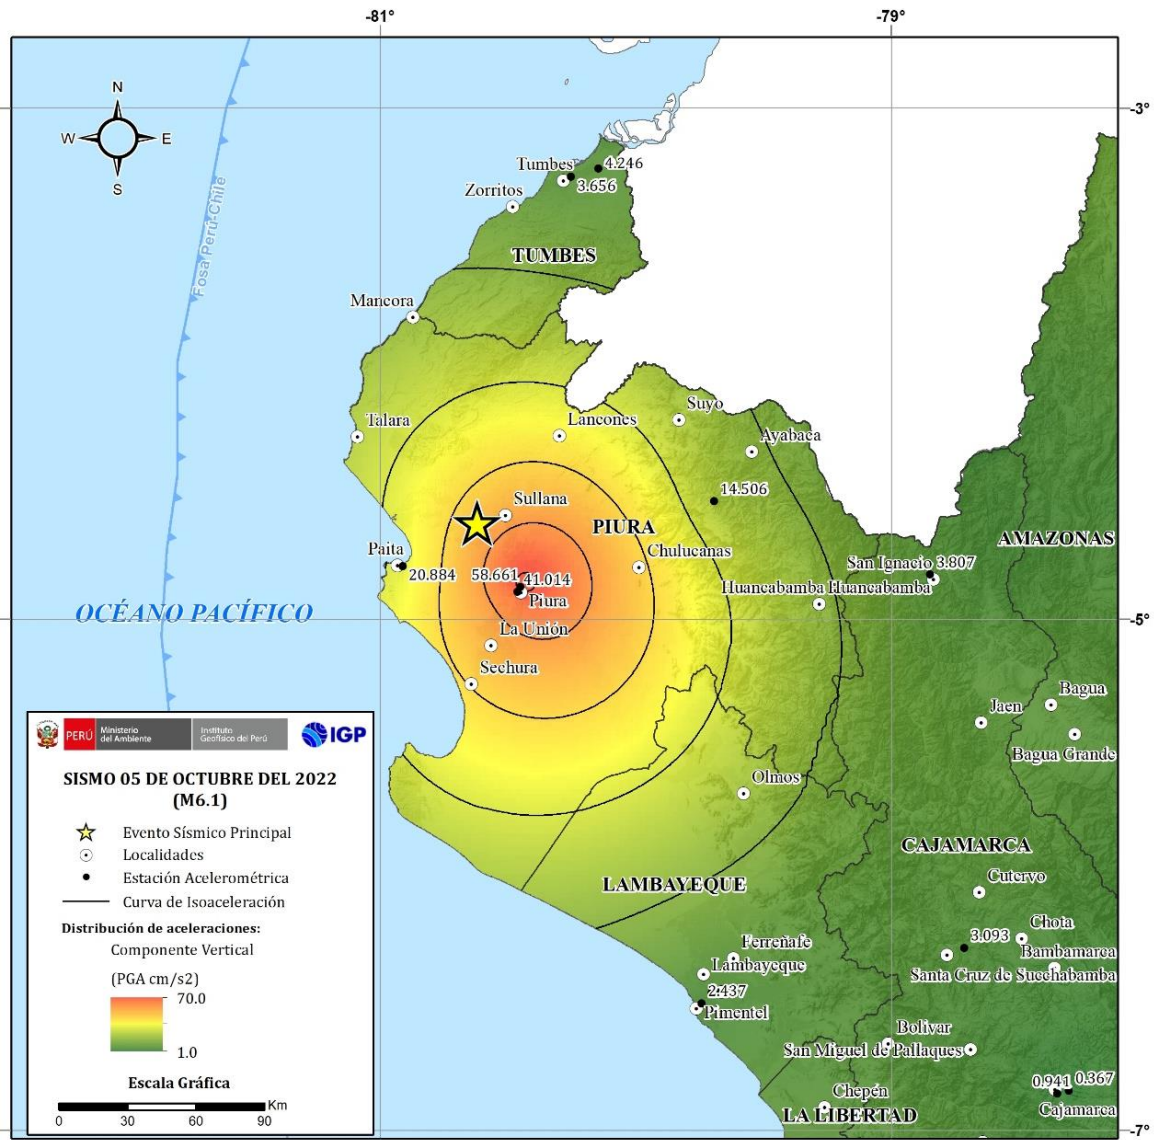 -81°
-79°
-3°
-5°
-7°
N
W
E
S
Fosa Perú-Chile
OCÉANO PACÍFICO
Tumbes
4.246
3.656
Zorritos
TUMBES
Mancora
Talara
Lancones
Suyo
Ayabaca
14.506
Sullana
PIURA
AMAZONAS
Paita
20.884
58.661
41.014
Chulucanas
San Ignacio
3.807
Piura
Huancabamba
Huancabamba
La Unión
Sechura
Jaen
Bagua
Bagua Grande
Olmos
CAJAMARCA
LAMBAYEQUE
Cutervo
Chota
3.093
Bambamarca
Santa Cruz de Succhabamba
Ferreñafe
Lambayeque
2.437
Pimentel
Bolivar
San Miguel de Pallaques
Chepén
LA LIBERTAD
0.941
0.367
Cajamarca
PERÚ
Ministerio
del Ambiente
Instituto
Geofísico del Perú
IGP
SISMO 05 DE OCTUBRE DEL 2022
(M6.1)
Evento Sísmico Principal
Localidades
Estación Acelerométrica
Curva de Isoaceleración
Distribución de aceleraciones:
Componente Vertical
(PGA cm/s2)
70.0
1.0
Escala Gráfica
Km
0 30 60 90